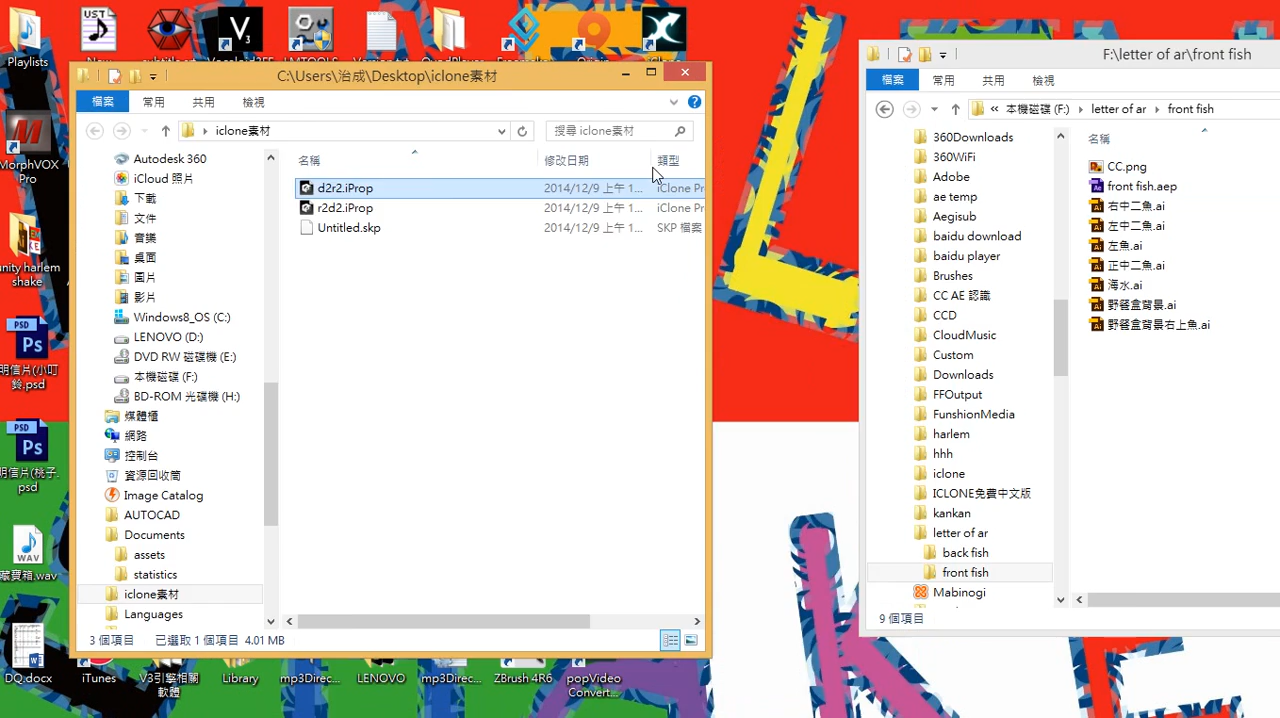 Playlists
UST
C:\Users\治成\Desktop\iclone素材
檔案
常用
共用
檢視
iclone素材
搜尋 iclone素材
Autodesk 360
iCloud 照片
下載
文件
音樂
桌面
圖片
影片
Windows8_OS (C:)
LENOVO (D:)
DVD RW 磁碟機 (E:)
本機磁碟 (F:)
BD-ROM 光碟機 (H:)
媒體櫃
網路
控制台
資源回收筒
Image Catalog
AUTOCAD
Documents
assets
statistics
iclone素材
Languages
名稱
修改日期
類型
d2r2.iProp
2014/12/9 上午 1...
iClone Pr
r2d2.iProp
2014/12/9 上午 1...
iClone Pr
Untitled.skp
2014/12/9 上午 1...
SKP 檔案
3 個項目
已選取 1 個項目 4.01 MB
F:\letter of ar\front fish
檔案
常用
共用
檢視
« 本機磁碟 (F:)
letter of ar
front fish
360Downloads
360WiFi
Adobe
ae temp
Aegisub
baidu download
baidu player
Brushes
CC AE 認識
CCD
CloudMusic
Custom
Downloads
FFOutput
FunshionMedia
harlem
hhh
iclone
ICLONE免費中文版
kankan
letter of ar
back fish
front fish
Mabinogi
名稱
CC.png
front fish.aep
右中二魚.ai
左中二魚.ai
左魚.ai
正中二魚.ai
海水.ai
野餐盒背景.ai
野餐盒背景右上魚.ai
9 個項目
MorphVOX
Pro
unity harlem
shake
PSD
Ps
明信片(小叮
鈴.psd
PSD
Ps
明信片(桃子.
psd
WAV
藏寶箱.wav
DQ.docx
iTunes
V3引擎相關
軟體
Library
mp3Direc...
LENOVO
mp3Direc...
ZBrush 4R6
popVideo
Convert...